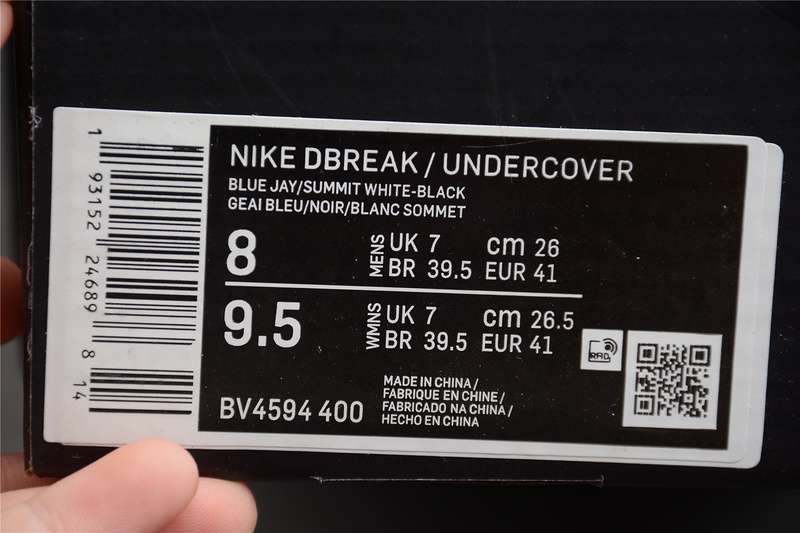 1 93152 24689 8 14
NIKE DBREAK / UNDERCOVER
BLUE JAY/SUMMIT WHITE-BLACK
GEAI BLEU/NOIR/BLANC SOMMET
8 MENS UK 7 cm 26
BR 39.5 EUR 41
9.5 WMNS UK 7 cm 26.5
BR 39.5 EUR 41
RAD
BV4594 400
MADE IN CHINA /
FABRIQUE EN CHINE /
FABRICADO NA CHINA /
HECHO EN CHINA